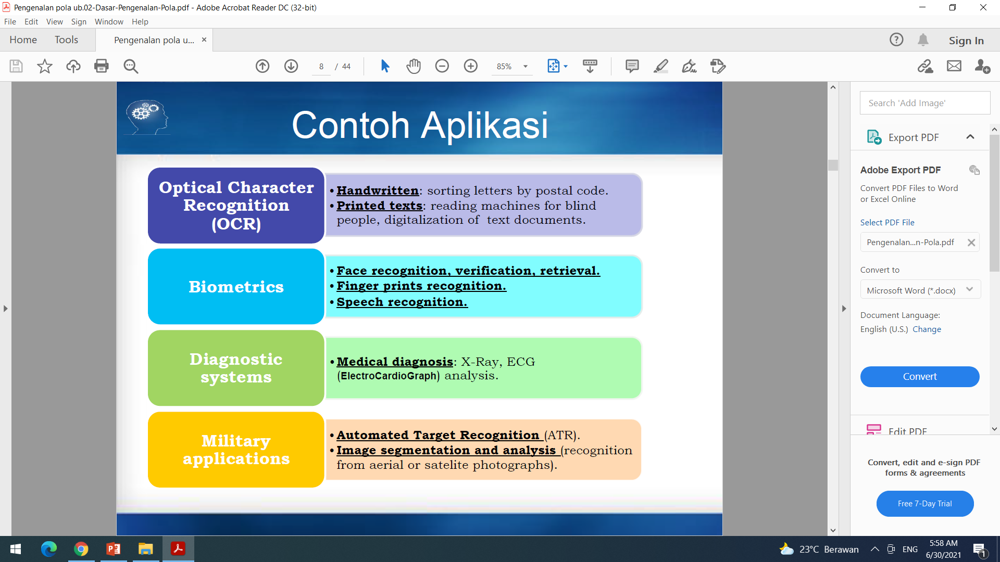 Pengenalan pola ub.02-Dasar-Pengenalan-Pola.pdf - Adobe Acrobat Reader DC (32-bit)
File Edit View Sign Window Help
Home Tools Pengenalan pola u... × Sign In
8 / 44 85%
Contoh Aplikasi
Optical Character
Recognition
(OCR)
• Handwritten: sorting letters by postal code.
• Printed texts: reading machines for blind
people, digitalization of text documents.
Biometrics
• Face recognition, verification, retrieval.
• Finger prints recognition.
• Speech recognition.
Diagnostic
systems
• Medical diagnosis: X-Ray, ECG
(ElectroCardioGraph) analysis.
Military
applications
• Automated Target Recognition (ATR).
• Image segmentation and analysis (recognition
from aerial or satelite photographs).
Search 'Add Image'
Export PDF
Adobe Export PDF
Convert PDF Files to Word
or Excel Online
Select PDF File
Pengenalan...n-Pola.pdf
Convert to
Microsoft Word (*.docx)
Document Language:
English (U.S.) Change
Convert
Edit PDF
Convert, edit and e-sign PDF
forms & agreements
Free 7-Day Trial
23°C Berawan ENG
5:58 AM
6/30/2021
1